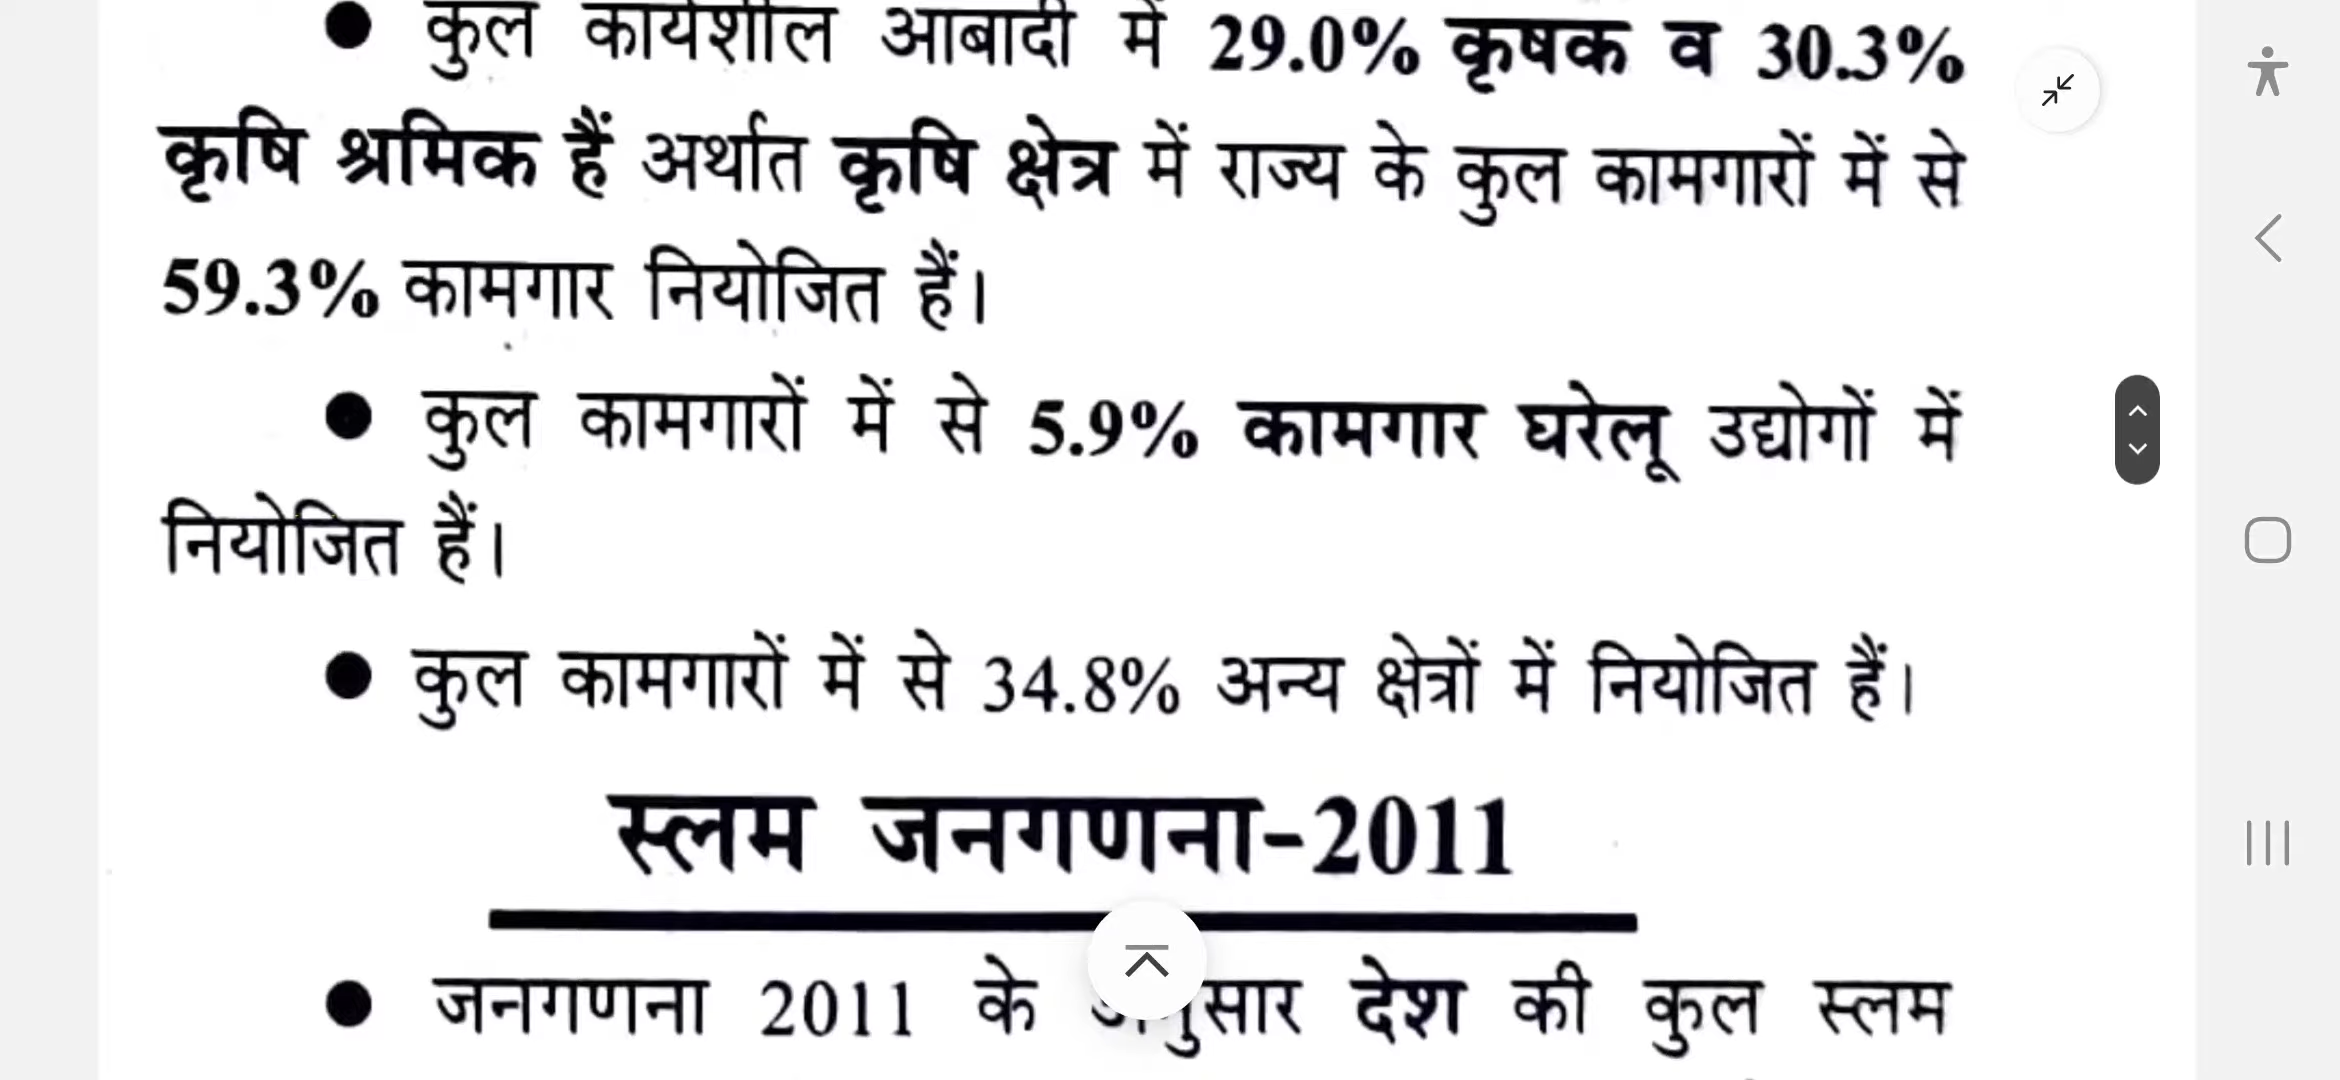 ● कुल कार्यशील आबादी में 29.0% कृषक व 30.3%
कृषि श्रमिक हैं अर्थात कृषि क्षेत्र में राज्य के कुल कामगारों में से
59.3% कामगार नियोजित हैं।
● कुल कामगारों में से 5.9% कामगार घरेलू उद्योगों में
नियोजित हैं।
● कुल कामगारों में से 34.8% अन्य क्षेत्रों में नियोजित हैं।
स्लम जनगणना-2011
● जनगणना 2011 के अनुसार देश की कुल स्लम